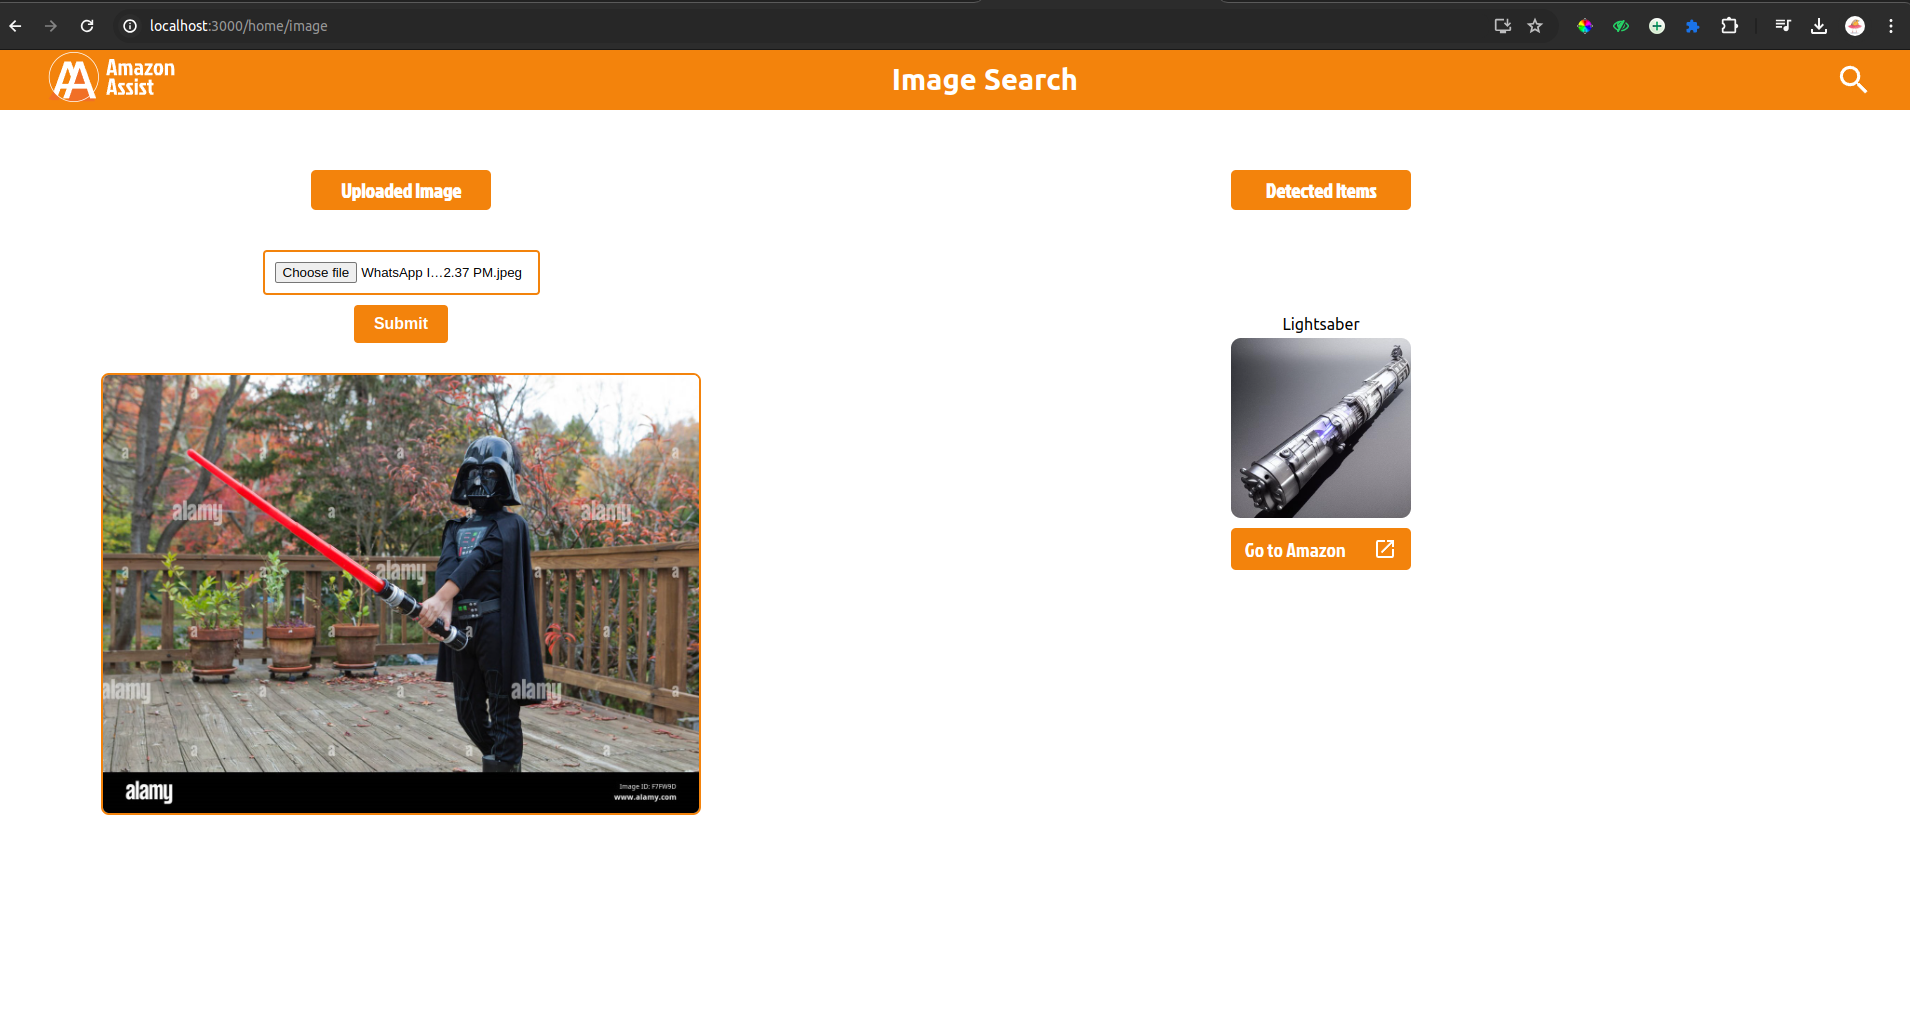 localhost:3000/home/image
Amazon
Assist
Image Search
Uploaded Image
Detected Items
Choose file WhatsApp I...2.37 PM.jpeg
Submit
Lightsaber
Go to Amazon
a
a
a
a
a
a
alamy
a
alamy
a
alamy
a
a
a
a
a
a
a
alamy
a
a
alamy
a
a
a
a
a
alamy
Image ID: F7FW9D
www.alamy.com